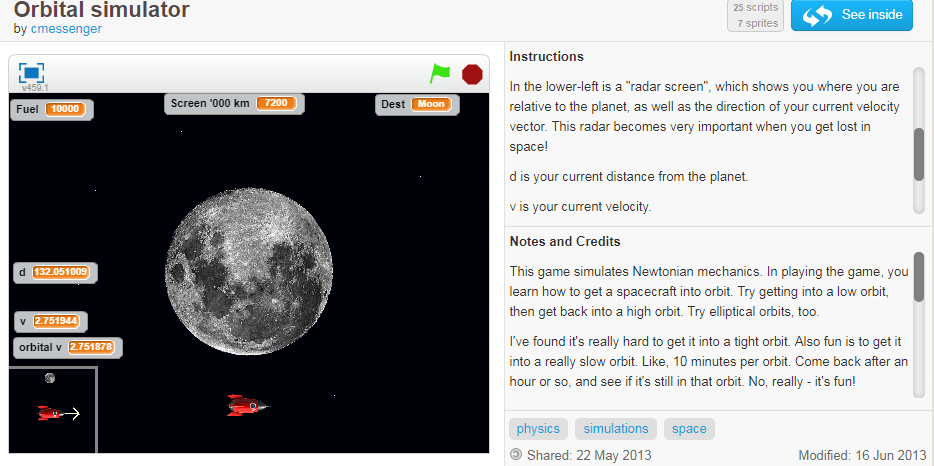 Orbital simulator
by cmessenger
25 scripts
7 sprites
See inside
v459.1
Fuel 10000
Screen '000 km 7200
Dest Moon
d 132.051009
v 2.751944
orbital v 2.751878
Instructions
In the lower-left is a "radar screen", which shows you where you are
relative to the planet, as well as the direction of your current velocity
vector. This radar becomes very important when you get lost in
space!
d is your current distance from the planet.
v is your current velocity.
Notes and Credits
This game simulates Newtonian mechanics. In playing the game, you
learn how to get a spacecraft into orbit. Try getting into a low orbit,
then get back into a high orbit. Try elliptical orbits, too.
I've found it's really hard to get it into a tight orbit. Also fun is to get it
into a really slow orbit. Like, 10 minutes per orbit. Come back after an
hour or so, and see if it's still in that orbit. No, really - it's fun!
physics simulations space
Shared: 22 May 2013 Modified: 16 Jun 2013